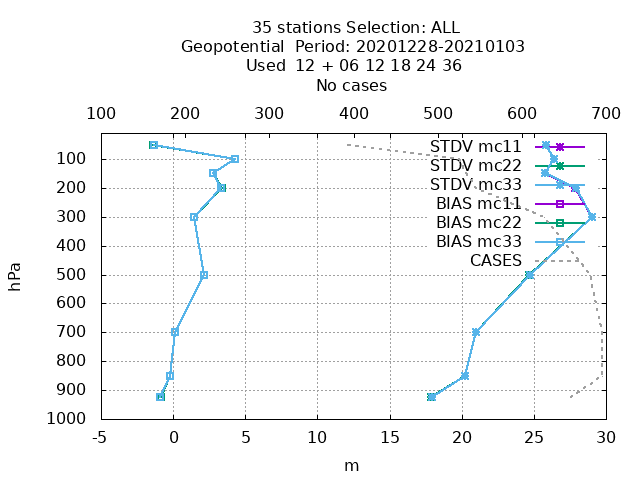 35 stations Selection: ALL
Geopotential  Period: 20201228-20210103
Used  12 + 06 12 18 24 36
No cases
100 200 300 400 500 600 700
STDV mc11
STDV mc22
STDV mc33
BIAS mc11
BIAS mc22
BIAS mc33
CASES
hPa
100
200
300
400
500
600
700
800
900
1000
-5 0 5 10 15 20 25 30
m